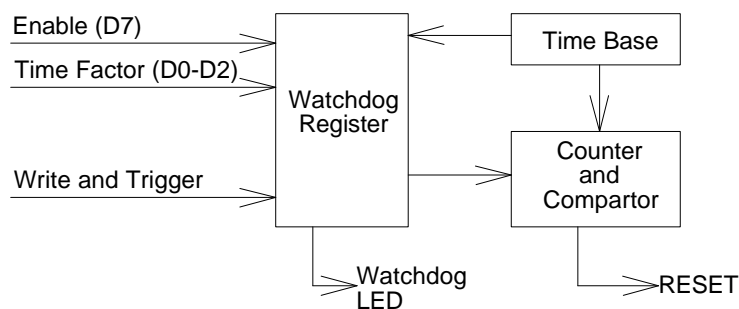 Enable (D7)
Time Factor (D0-D2)
Write and Trigger
Watchdog
Register
Time Base
Counter
and
Compartor
Watchdog
LED
RESET